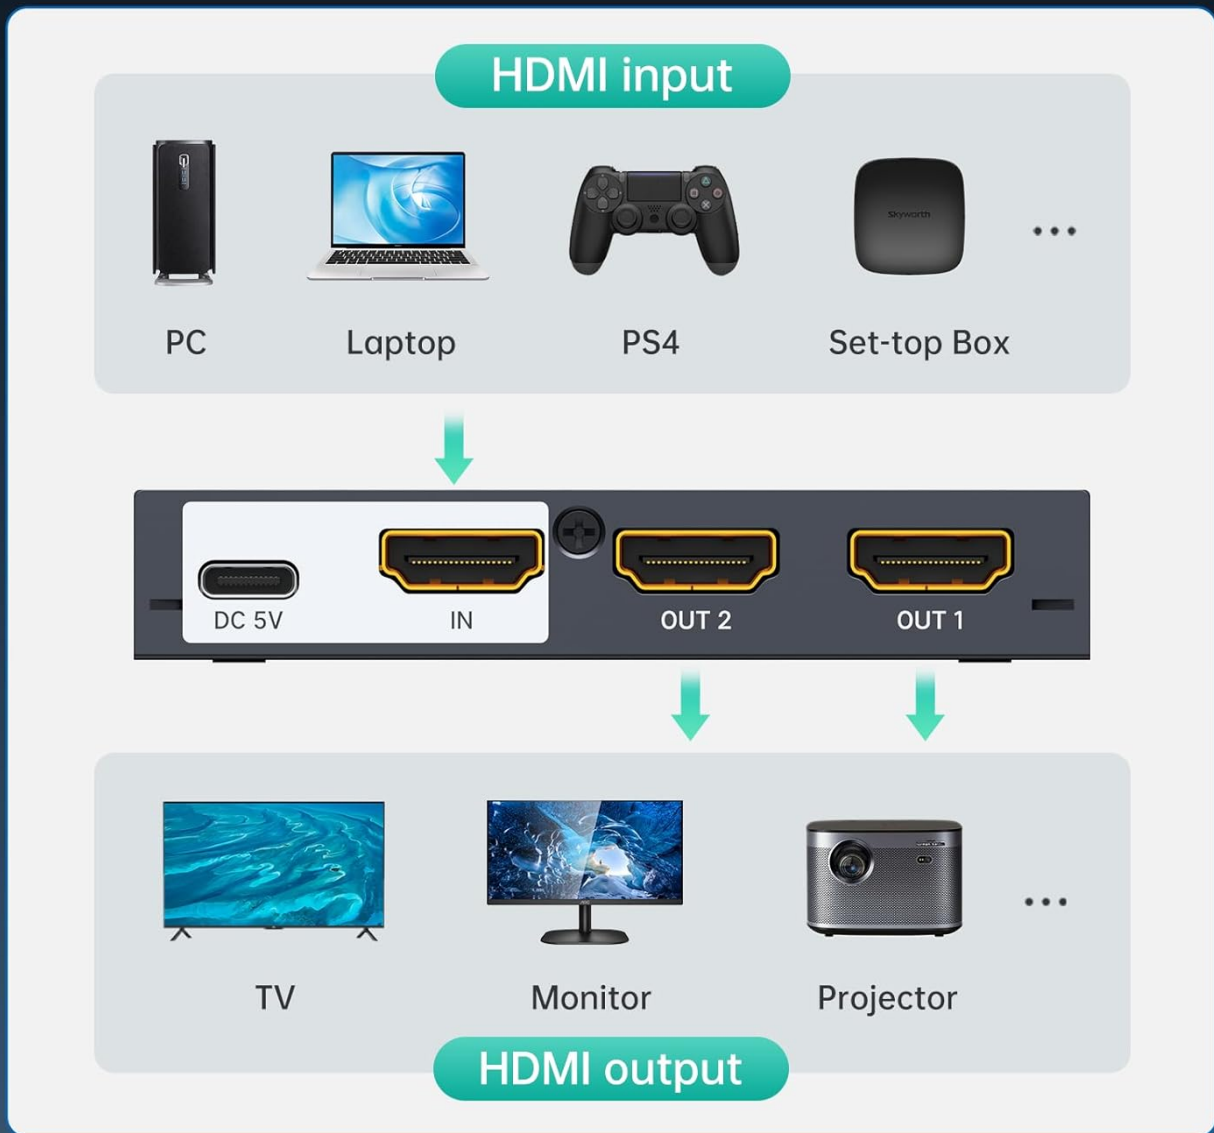 HDMI input
PC
Laptop
PS4
Skyworth
Set-top Box
DC 5V
IN
OUT 2
OUT 1
TV
Monitor
Projector
HDMI output